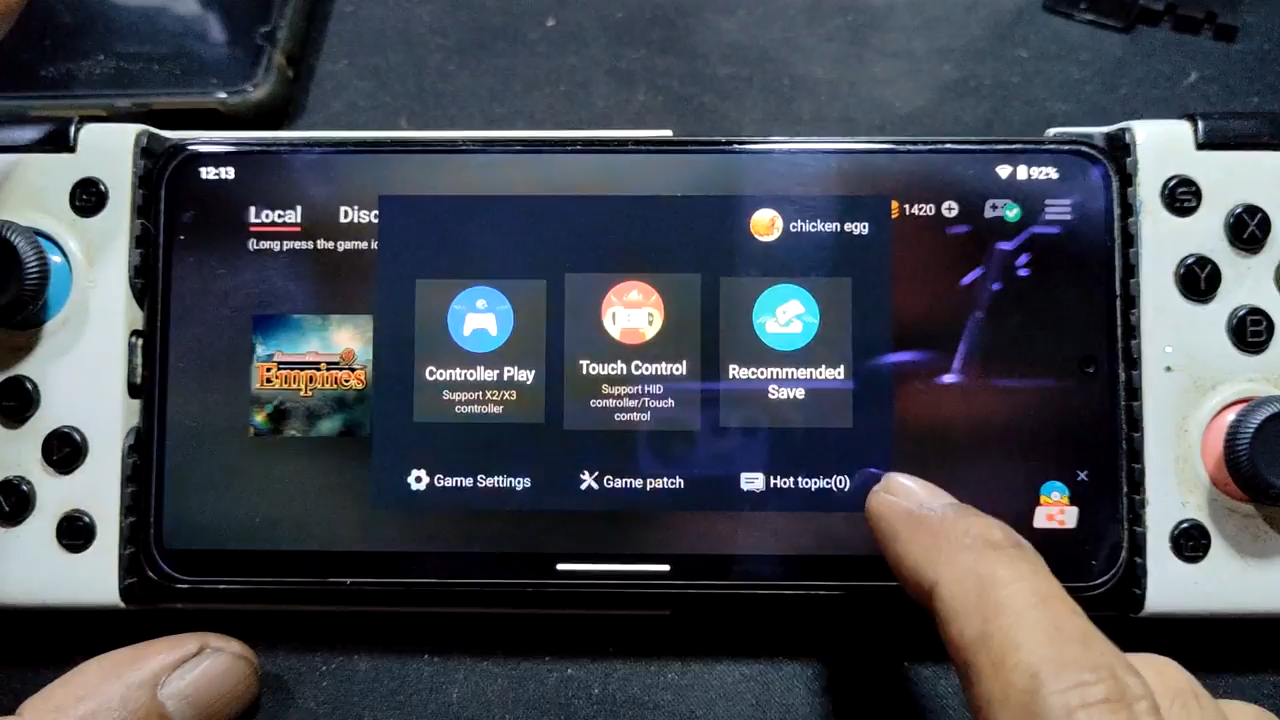 12:13
92%
Local
Disc
1420
(Long press the game ic
chicken egg
Empires
Controller Play
Support X2/X3
controller
Touch Control
Support HID
controller/Touch
control
Recommended
Save
Game Settings
Game patch
Hot topic(0)
S
X
Y
B